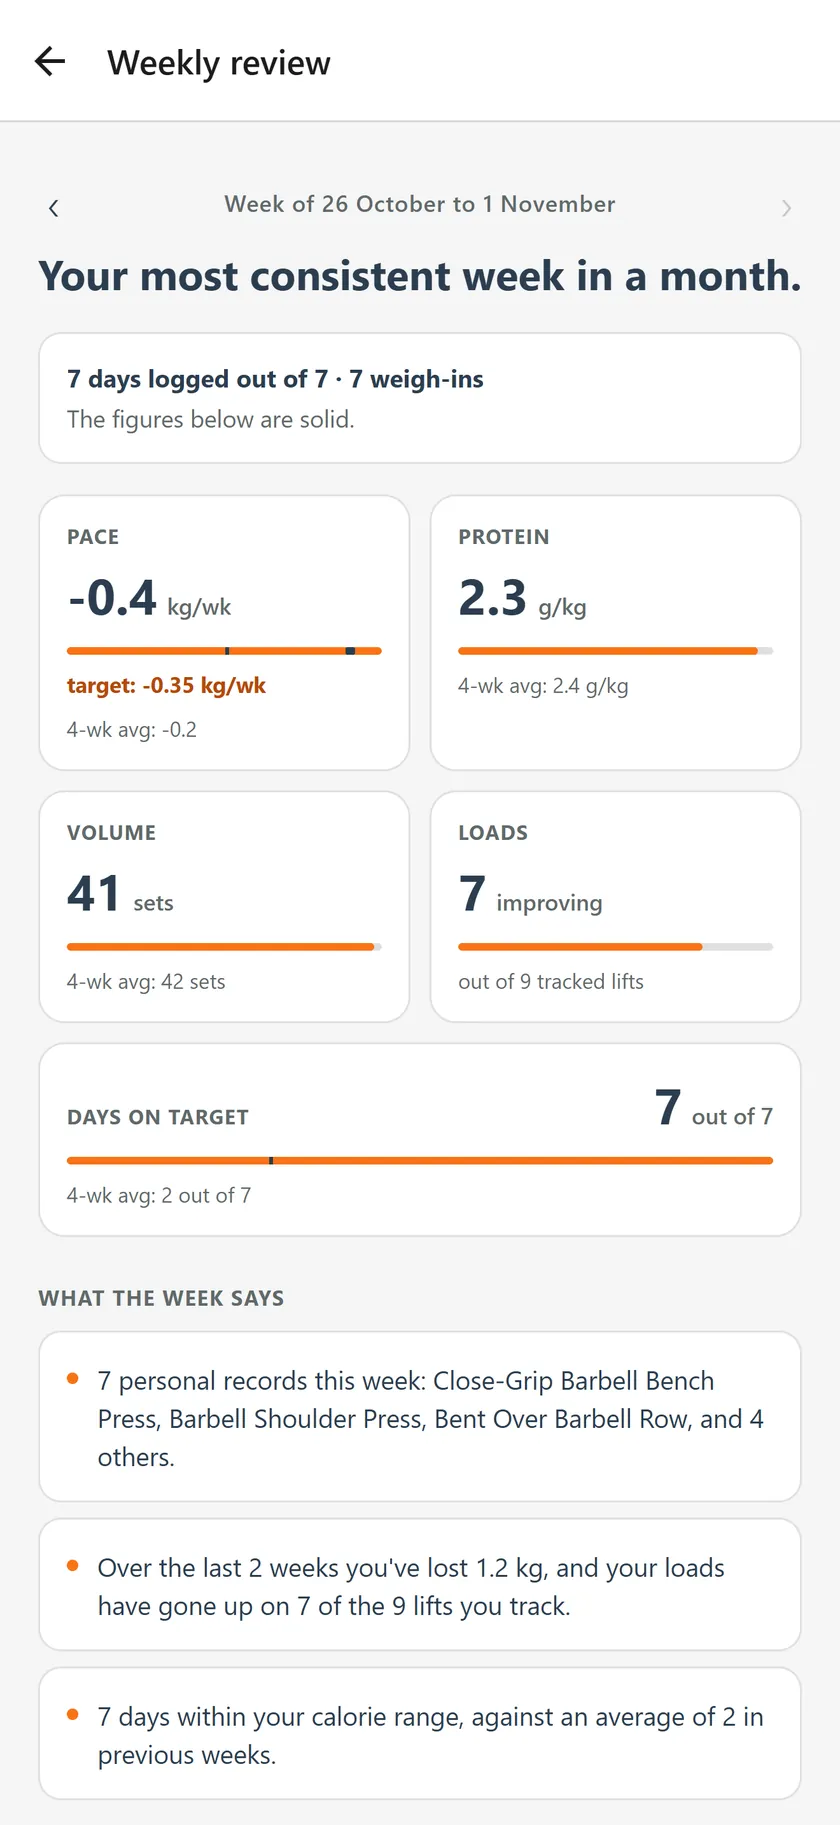 Weekly review
Week of 26 October to 1 November
Your most consistent week in a month.
7 days logged out of 7 · 7 weigh-ins
The figures below are solid.
PACE
-0.4 kg/wk
target: -0.35 kg/wk
4-wk avg: -0.2
PROTEIN
2.3 g/kg
4-wk avg: 2.4 g/kg
VOLUME
41 sets
4-wk avg: 42 sets
LOADS
7 improving
out of 9 tracked lifts
DAYS ON TARGET
7 out of 7
4-wk avg: 2 out of 7
WHAT THE WEEK SAYS
7 personal records this week: Close-Grip Barbell Bench
Press, Barbell Shoulder Press, Bent Over Barbell Row, and 4
others.
Over the last 2 weeks you've lost 1.2 kg, and your loads
have gone up on 7 of the 9 lifts you track.
7 days within your calorie range, against an average of 2 in
previous weeks.